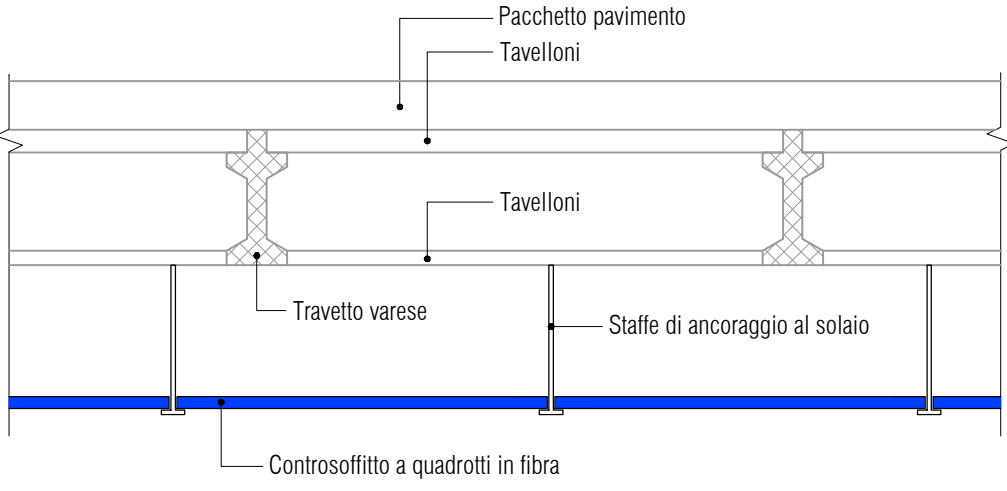 Pacchetto pavimento
Tavelloni
Tavelloni
Travetto varese
Staffe di ancoraggio al solaio
Controsoffitto a quadrotti in fibra